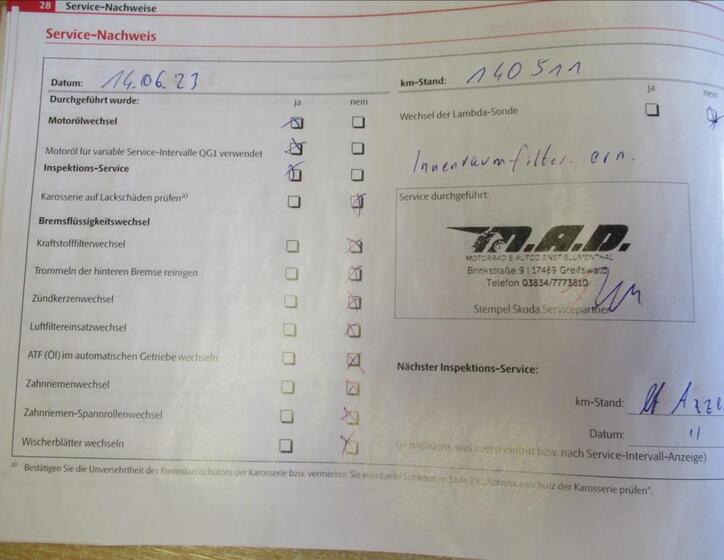 28 Service-Nachweise
Service-Nachweis
Datum: 14.06.23
km-Stand: 140511
Durchgeführt wurde: ja nein
ja nein
Motorölwechsel
Wechsel der Lambda-Sonde
Motoröl für variable Service-Intervalle QG1 verwendet
Inspektions-Service
Innenraumfilter. ern.
Karosserie auf Lackschäden prüfen a)
Service durchgeführt:
Bremsflüssigkeitswechsel
M.A.D.
Kraftstofffilterwechsel
MOTORRAD & AUTODIENST BLUMENTHAL
Trommeln der hinteren Bremse reinigen
Brinkstraße 9 | 17489 Greifswald
Telefon 03834/7773810
Zündkerzenwechsel
Stempel Skoda Servicepartner
Luftfiltereinsatzwechsel
ATF (Öl) im automatischen Getriebe wechseln
Nächster Inspektions-Service:
Zahnriemenwechsel
km-Stand: lt
Zahnriemen-Spannrollenwechsel
Datum: "
Wischerblätter wechseln
(je nachdem, was zuerst eintritt bzw. nach Service-Intervall-Anzeige)
a) Bestätigen Sie die Unversehrtheit des Korrosionsschutzes der Karosserie bzw. vermerken Sie eventuelle Schäden im Seite 29, „Korrosionsschutz der Karosserie prüfen“.